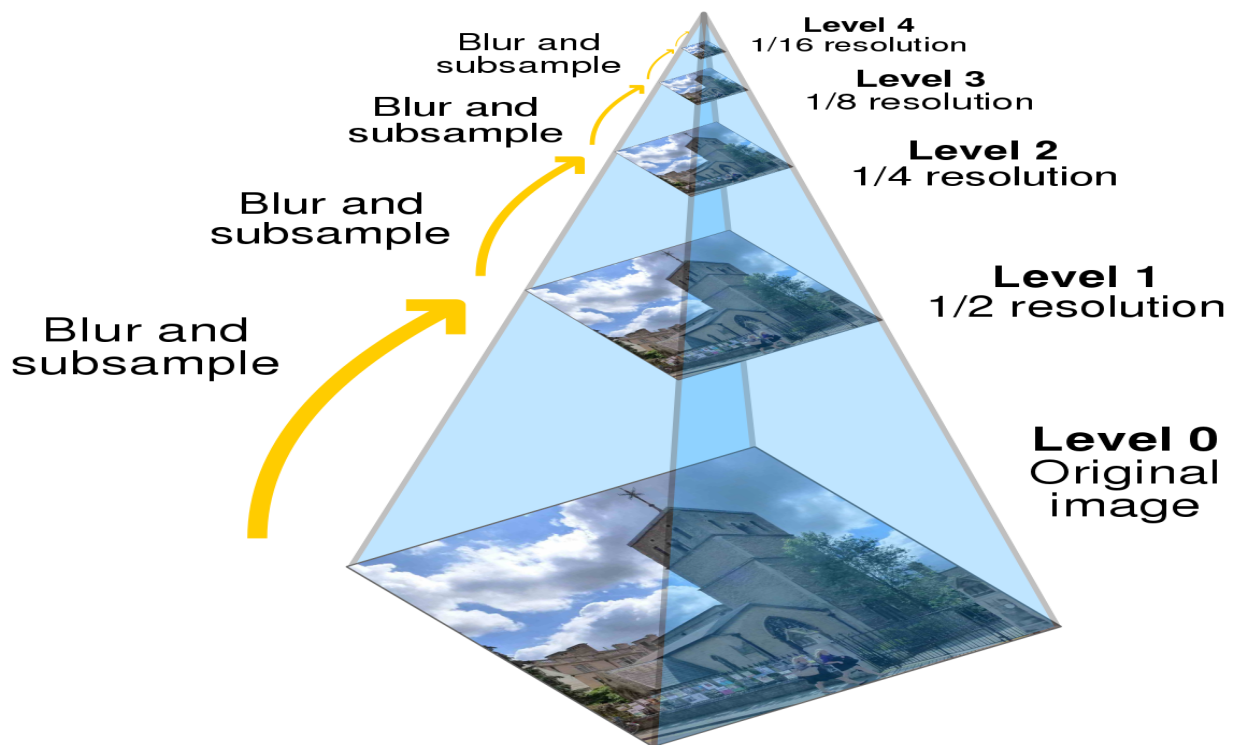 Level 4
1/16 resolution
Blur and
subsample
Level 3
1/8 resolution
Blur and
subsample
Level 2
1/4 resolution
Blur and
subsample
Level 1
1/2 resolution
Blur and
subsample
Level 0
Original
image